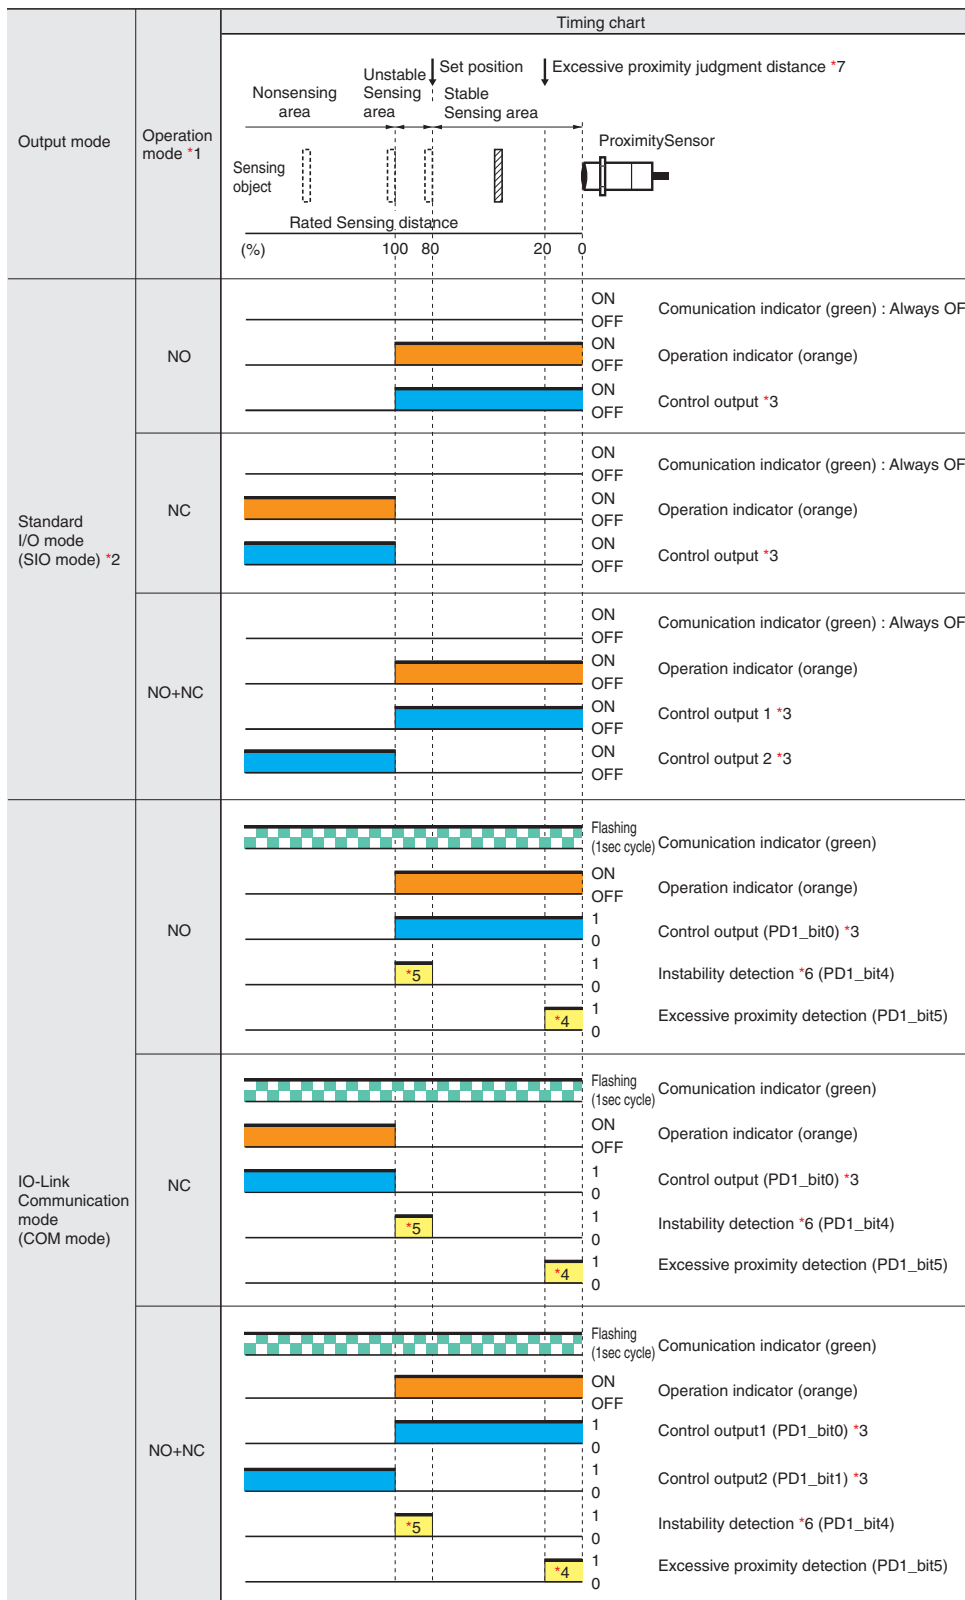 Timing chart
Output mode
Operation
mode *1
Set position
Excessive proximity judgment distance *7
Nonsensing
area
Unstable
Sensing
area
Stable
Sensing area
ProximitySensor
Sensing
object
Rated Sensing distance
(%)
100
80
20
0
Standard
I/O mode
(SIO mode) *2
NO
ON
OFF
Comunication indicator (green) : Always OF
ON
OFF
Operation indicator (orange)
ON
OFF
Control output *3
NC
ON
OFF
Comunication indicator (green) : Always OF
ON
OFF
Operation indicator (orange)
ON
OFF
Control output *3
NO+NC
ON
OFF
Comunication indicator (green) : Always OF
ON
OFF
Operation indicator (orange)
ON
OFF
Control output 1 *3
ON
OFF
Control output 2 *3
IO-Link
Communication
mode
(COM mode)
NO
Flashing
(1sec cycle)
Comunication indicator (green)
ON
OFF
Operation indicator (orange)
1
0
Control output (PD1_bit0) *3
*5
1
0
Instability detection *6 (PD1_bit4)
*4
1
0
Excessive proximity detection (PD1_bit5)
NC
Flashing
(1sec cycle)
Comunication indicator (green)
ON
OFF
Operation indicator (orange)
1
0
Control output (PD1_bit0) *3
*5
1
0
Instability detection *6 (PD1_bit4)
*4
1
0
Excessive proximity detection (PD1_bit5)
NO+NC
Flashing
(1sec cycle)
Comunication indicator (green)
ON
OFF
Operation indicator (orange)
1
0
Control output1 (PD1_bit0) *3
1
0
Control output2 (PD1_bit1) *3
*5
1
0
Instability detection *6 (PD1_bit4)
*4
1
0
Excessive proximity detection (PD1_bit5)